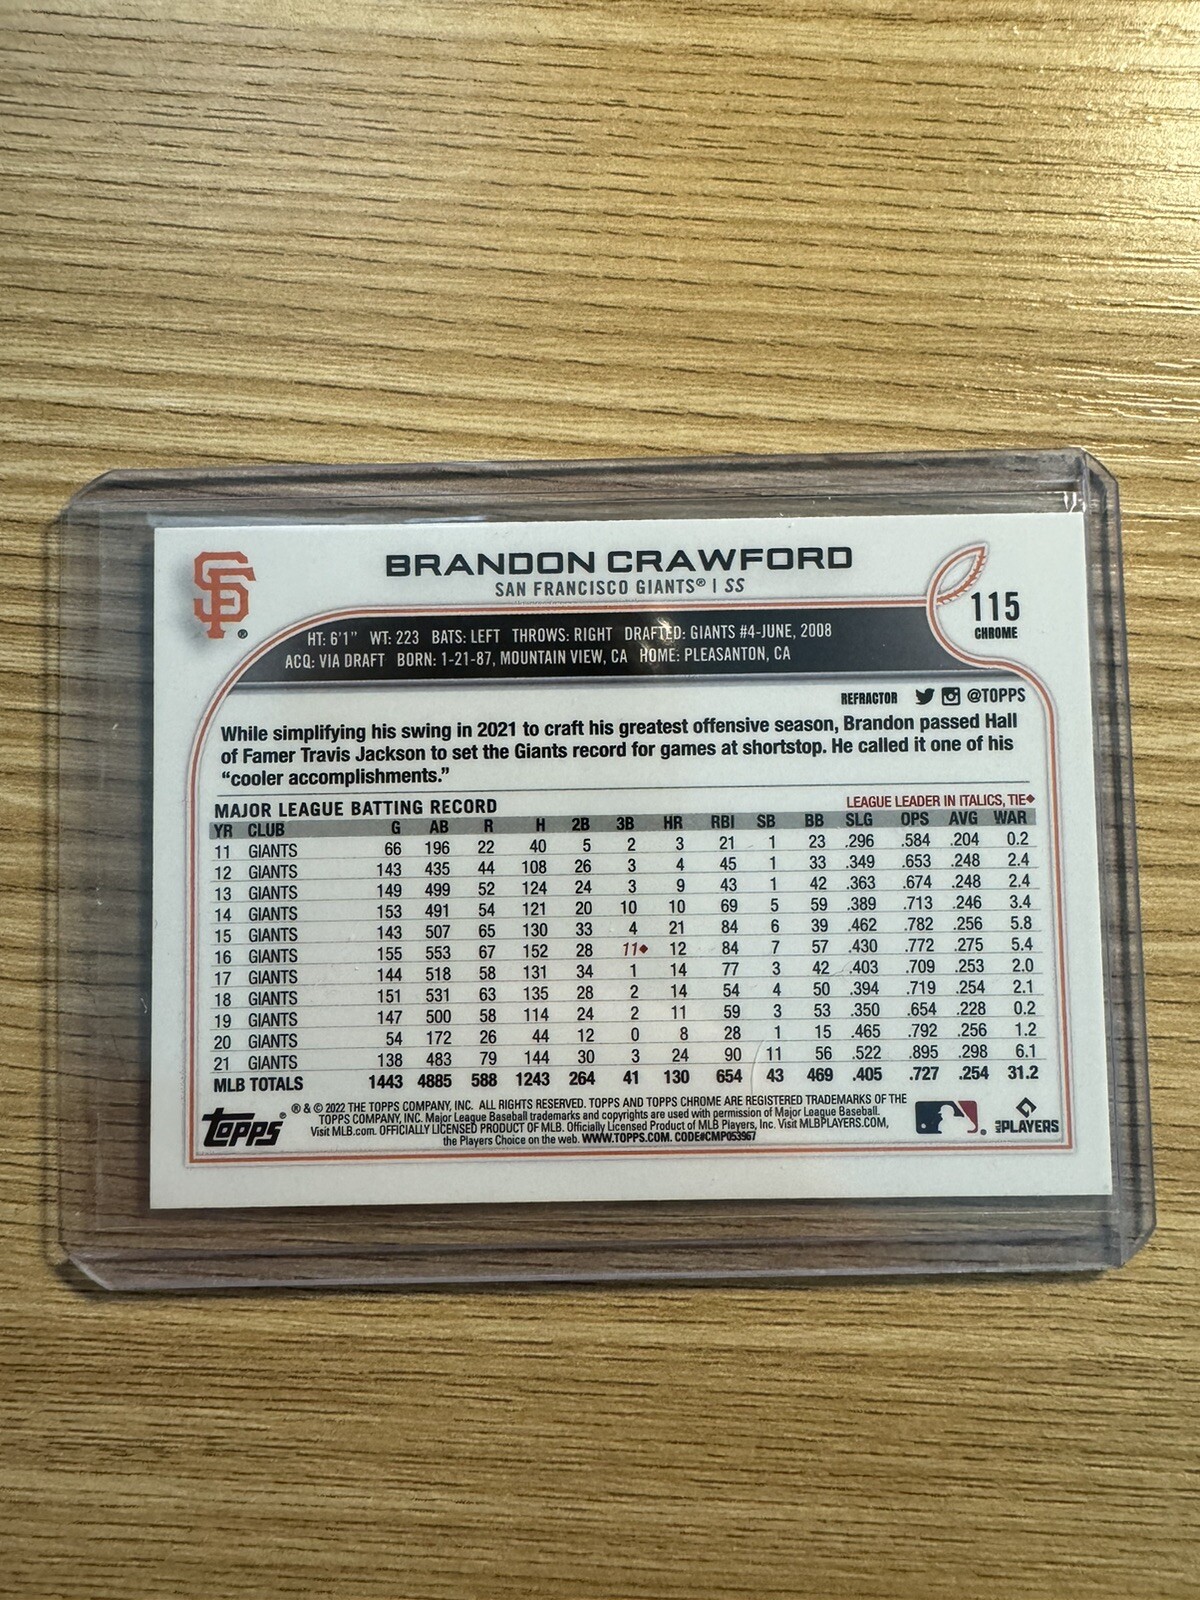 SF®
BRANDON CRAWFORD
SAN FRANCISCO GIANTS® | SS
115
CHROME
HT: 6'1" WT: 223 BATS: LEFT THROWS: RIGHT DRAFTED: GIANTS #4-JUNE, 2008
ACQ: VIA DRAFT BORN: 1-21-87, MOUNTAIN VIEW, CA HOME: PLEASANTON, CA
REFRACTOR @TOPPS
While simplifying his swing in 2021 to craft his greatest offensive season, Brandon passed Hall
of Famer Travis Jackson to set the Giants record for games at shortstop. He called it one of his
“cooler accomplishments.”
MAJOR LEAGUE BATTING RECORD LEAGUE LEADER IN ITALICS, TIE◆
YR CLUB G AB R H 2B 3B HR RBI SB BB SLG OPS AVG WAR
11 GIANTS 66 196 22 40 5 2 3 21 1 23 .296 .584 .204 0.2
12 GIANTS 143 435 44 108 26 3 4 45 1 33 .349 .653 .248 2.4
13 GIANTS 149 499 52 124 24 3 9 43 1 42 .363 .674 .248 2.4
14 GIANTS 153 491 54 121 20 10 10 69 5 59 .389 .713 .246 3.4
15 GIANTS 143 507 65 130 33 4 21 84 6 39 .462 .782 .256 5.8
16 GIANTS 155 553 67 152 28 11◆ 12 84 7 57 .430 .772 .275 5.4
17 GIANTS 144 518 58 131 34 1 14 77 3 42 .403 .709 .253 2.0
18 GIANTS 151 531 63 135 28 2 14 54 4 50 .394 .719 .254 2.1
19 GIANTS 147 500 58 114 24 2 11 59 3 53 .350 .654 .228 0.2
20 GIANTS 54 172 26 44 12 0 8 28 1 15 .465 .792 .256 1.2
21 GIANTS 138 483 79 144 30 3 24 90 11 56 .522 .895 .298 6.1
MLB TOTALS 1443 4885 588 1243 264 41 130 654 43 469 .405 .727 .254 31.2
Topps®
® & © 2022 THE TOPPS COMPANY, INC. ALL RIGHTS RESERVED. TOPPS AND TOPPS CHROME ARE REGISTERED TRADEMARKS OF THE
TOPPS COMPANY, INC. Major League Baseball trademarks and copyrights are used with permission of Major League Baseball.
Visit MLB.com. OFFICIALLY LICENSED PRODUCT OF MLB. Officially Licensed Product of MLB Players, Inc. Visit MLBPLAYERS.COM,
the Players Choice on the web. WWW.TOPPS.COM. CODE#CMP053967
MLB PLAYERS